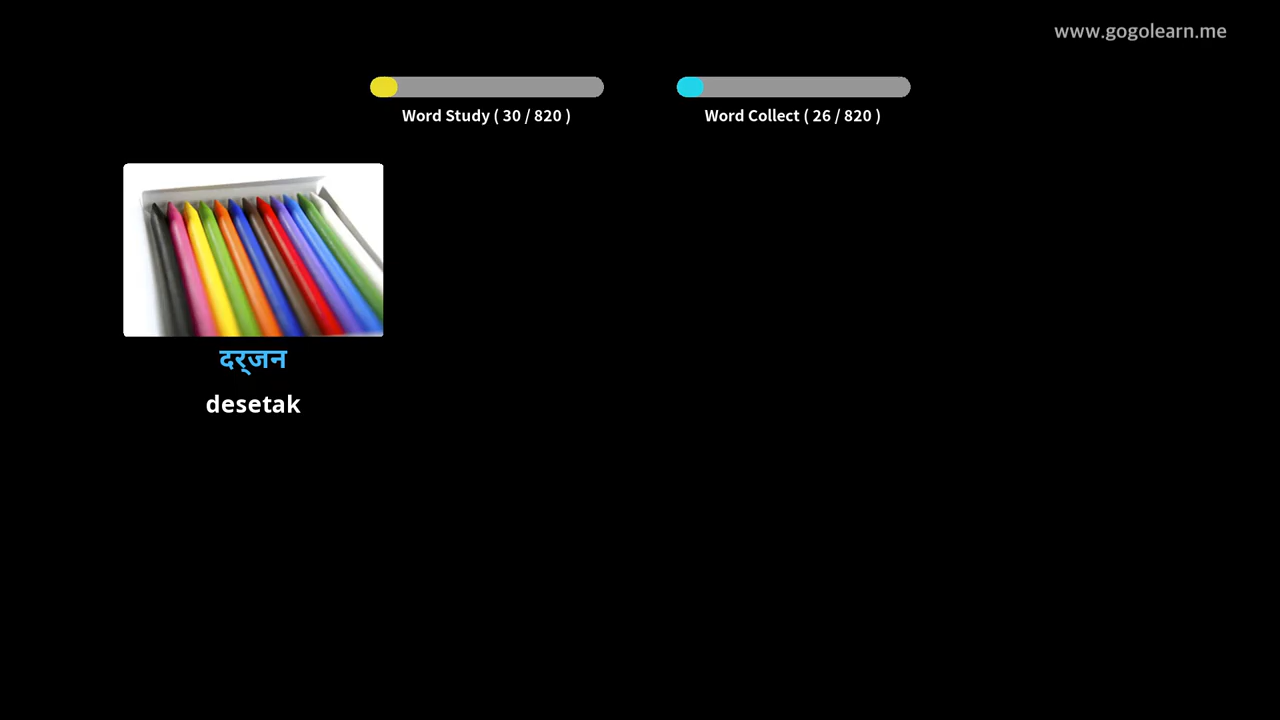 www.gogolearn.me
Word Study ( 30 / 820 )
Word Collect ( 26 / 820 )
दर्‌जन
desetak